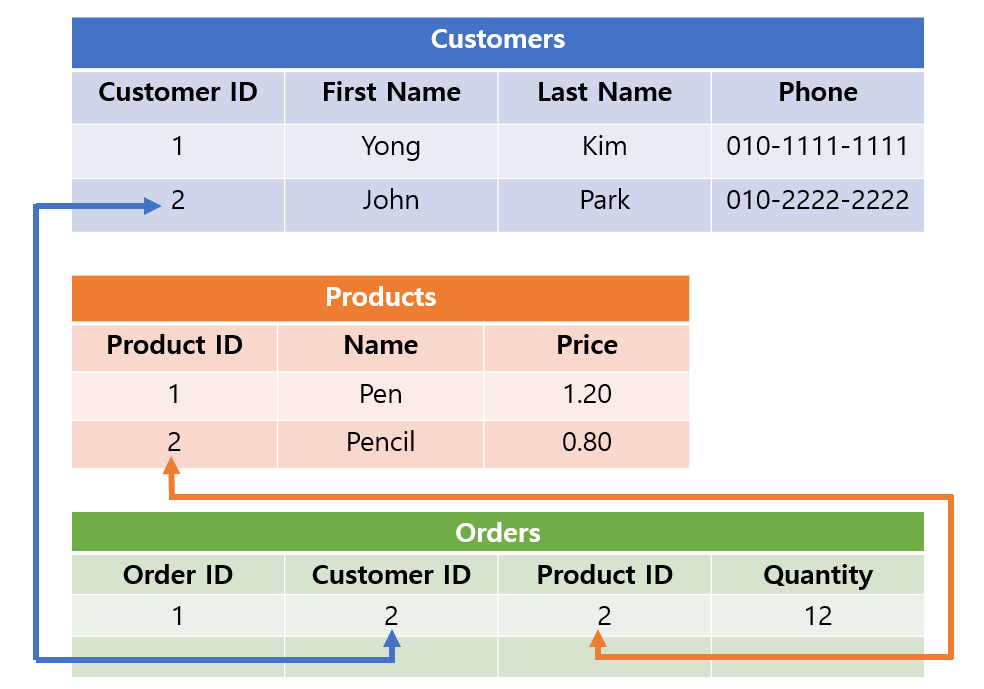 Customers
Customer ID First Name Last Name Phone
1 Yong Kim 010-1111-1111
2 John Park 010-2222-2222
Products
Product ID Name Price
1 Pen 1.20
2 Pencil 0.80
Orders
Order ID Customer ID Product ID Quantity
1 2 2 12